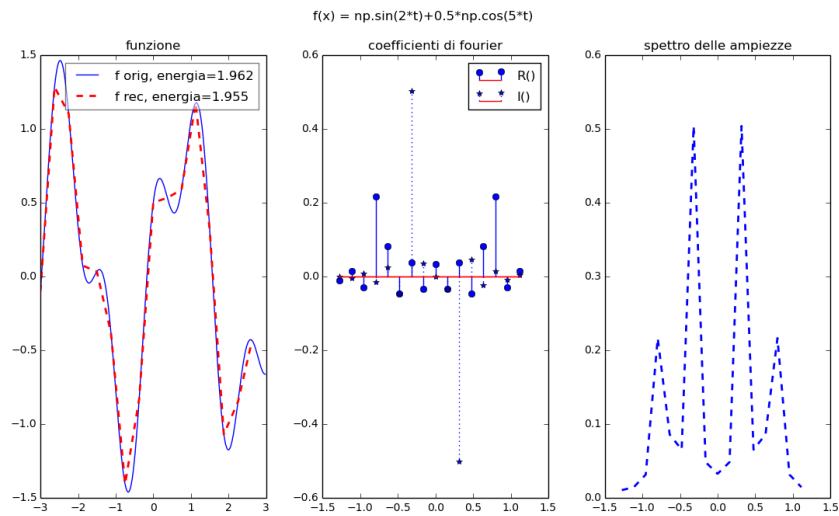 f(x) = np.sin(2*t)+0.5*np.cos(5*t)
funzione
f orig, energia=1.962
f rec, energia=1.955
1.5
1.0
0.5
0.0
−0.5
−1.0
−1.5
−3 −2 −1 0 1 2 3
coefficienti di fourier
R()
I()
0.6
0.4
0.2
0.0
−0.2
−0.4
−0.6
−1.5 −1.0 −0.5 0.0 0.5 1.0 1.5
spettro delle ampiezze
0.6
0.5
0.4
0.3
0.2
0.1
0.0
−1.5 −1.0 −0.5 0.0 0.5 1.0 1.5